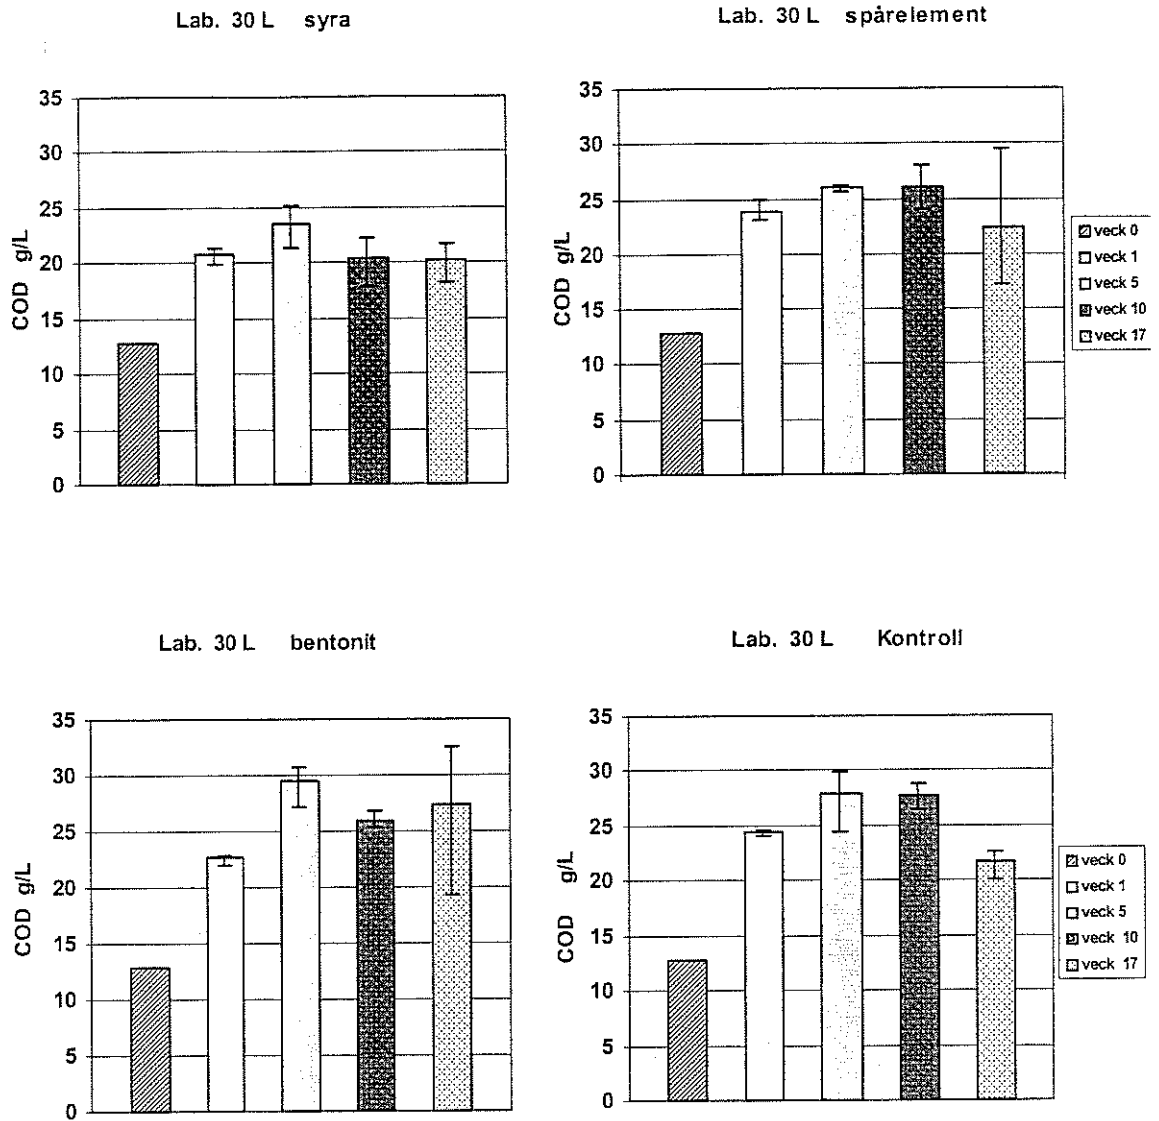 Lab. 30 L syra
COD g/L
35
30
25
20
15
10
5
0
Lab. 30 L spårelement
COD g/L
35
30
25
20
15
10
5
0
veck 0
veck 1
veck 5
veck 10
veck 17
Lab. 30 L bentonit
COD g/L
35
30
25
20
15
10
5
0
Lab. 30 L Kontroll
COD g/L
35
30
25
20
15
10
5
0
veck 0
veck 1
veck 5
veck 10
veck 17